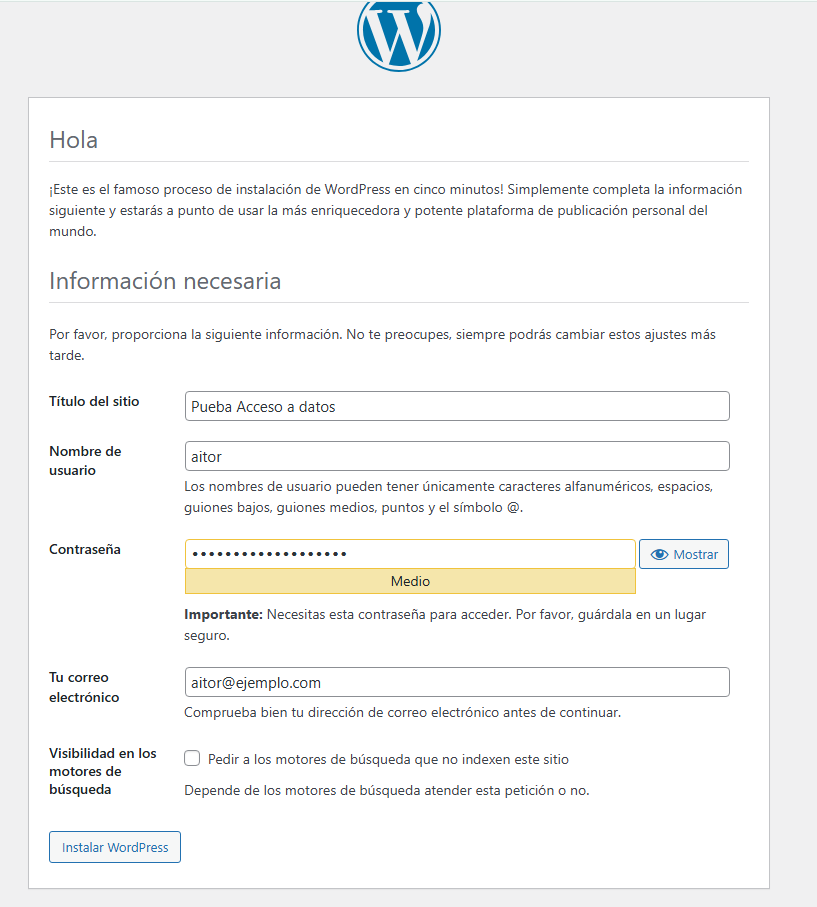 Hola
¡Este es el famoso proceso de instalación de WordPress en cinco minutos! Simplemente completa la información
siguiente y estarás a punto de usar la más enriquecedora y potente plataforma de publicación personal del
mundo.
Información necesaria
Por favor, proporciona la siguiente información. No te preocupes, siempre podrás cambiar estos ajustes más
tarde.
Título del sitio
Pueba Acceso a datos
Nombre de
usuario
aitor
Los nombres de usuario pueden tener únicamente caracteres alfanuméricos, espacios,
guiones bajos, guiones medios, puntos y el símbolo @.
Contraseña
•••••••••••••••••••
Mostrar
Medio
Importante: Necesitas esta contraseña para acceder. Por favor, guárdala en un lugar
seguro.
Tu correo
electrónico
aitor@ejemplo.com
Comprueba bien tu dirección de correo electrónico antes de continuar.
Visibilidad en los
motores de
búsqueda
Pedir a los motores de búsqueda que no indexen este sitio
Depende de los motores de búsqueda atender esta petición o no.
Instalar WordPress